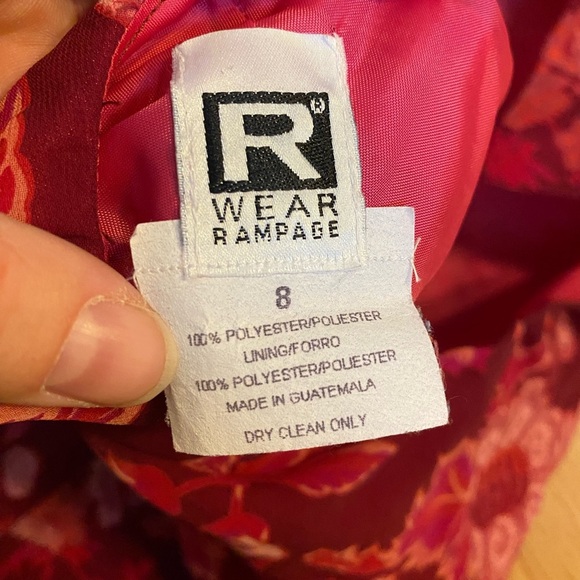 R®
WEAR
RAMPAGE
8
100% POLYESTER/POLIESTER
LINING/FORRO
100% POLYESTER/POLIESTER
MADE IN GUATEMALA
DRY CLEAN ONLY